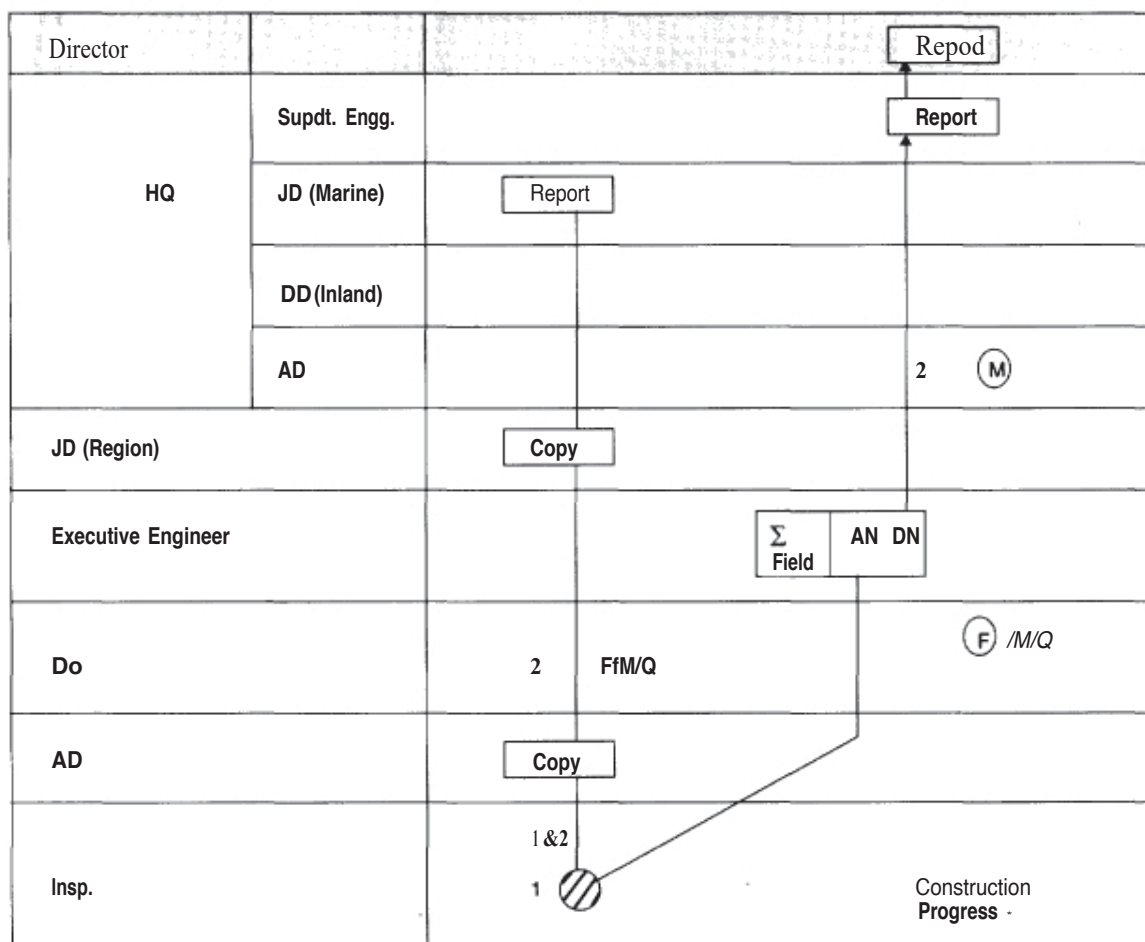 Director
Repod
Supdt. Engg.
Report
HQ
JD (Marine)
Report
DD (Inland)
AD
2
M
JD (Region)
Copy
Executive Engineer
Σ
Field
AN DN
F /M/Q
Do
2
FfM/Q
AD
Copy
1 &2
Insp.
1
Construction
Progress